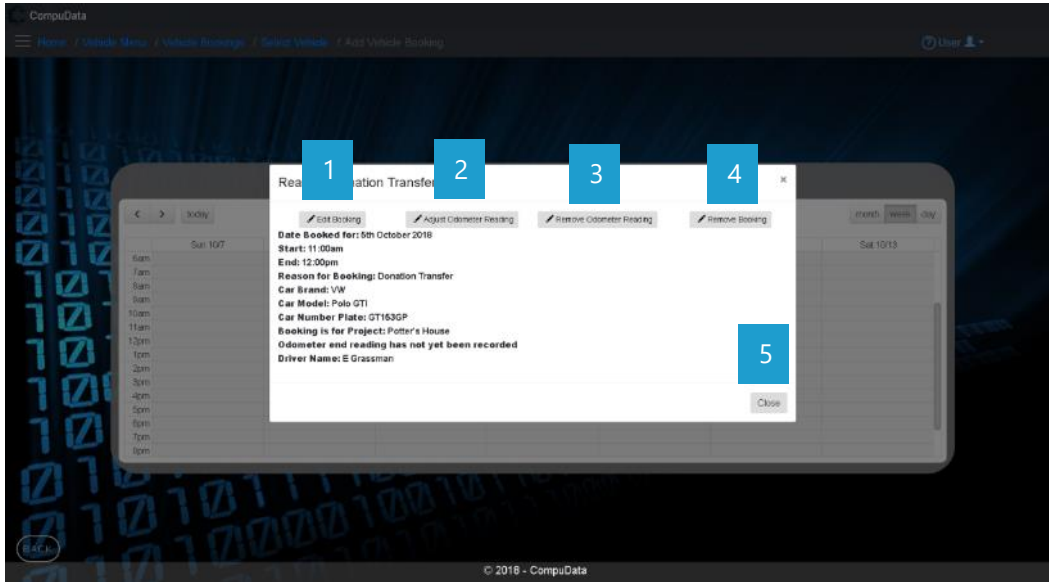 CompuData
Home / Vehicle Menu / Vehicle Bookings / Select Vehicle / Add Vehicle Booking
User
1
2
3
4
Transfer
×
Edit Booking
Adjust Odometer Reading
Remove Odometer Reading
Remove Booking
today
month week day
Date Booked for: 5th October 2018
Start: 11:00am
End: 12:00pm
Reason for Booking: Donation Transfer
Car Brand: VW
Car Model: Polo GTI
Car Number Plate: GT163GP
Booking is for Project: Potter's House
Odometer end reading has not yet been recorded
Driver Name: E Grassman
Sun 10/7
Sat 10/13
6am
7am
8am
9am
10am
11am
12pm
1pm
2pm
3pm
4pm
5pm
6pm
7pm
5
Close
BACK
© 2018 - CompuData